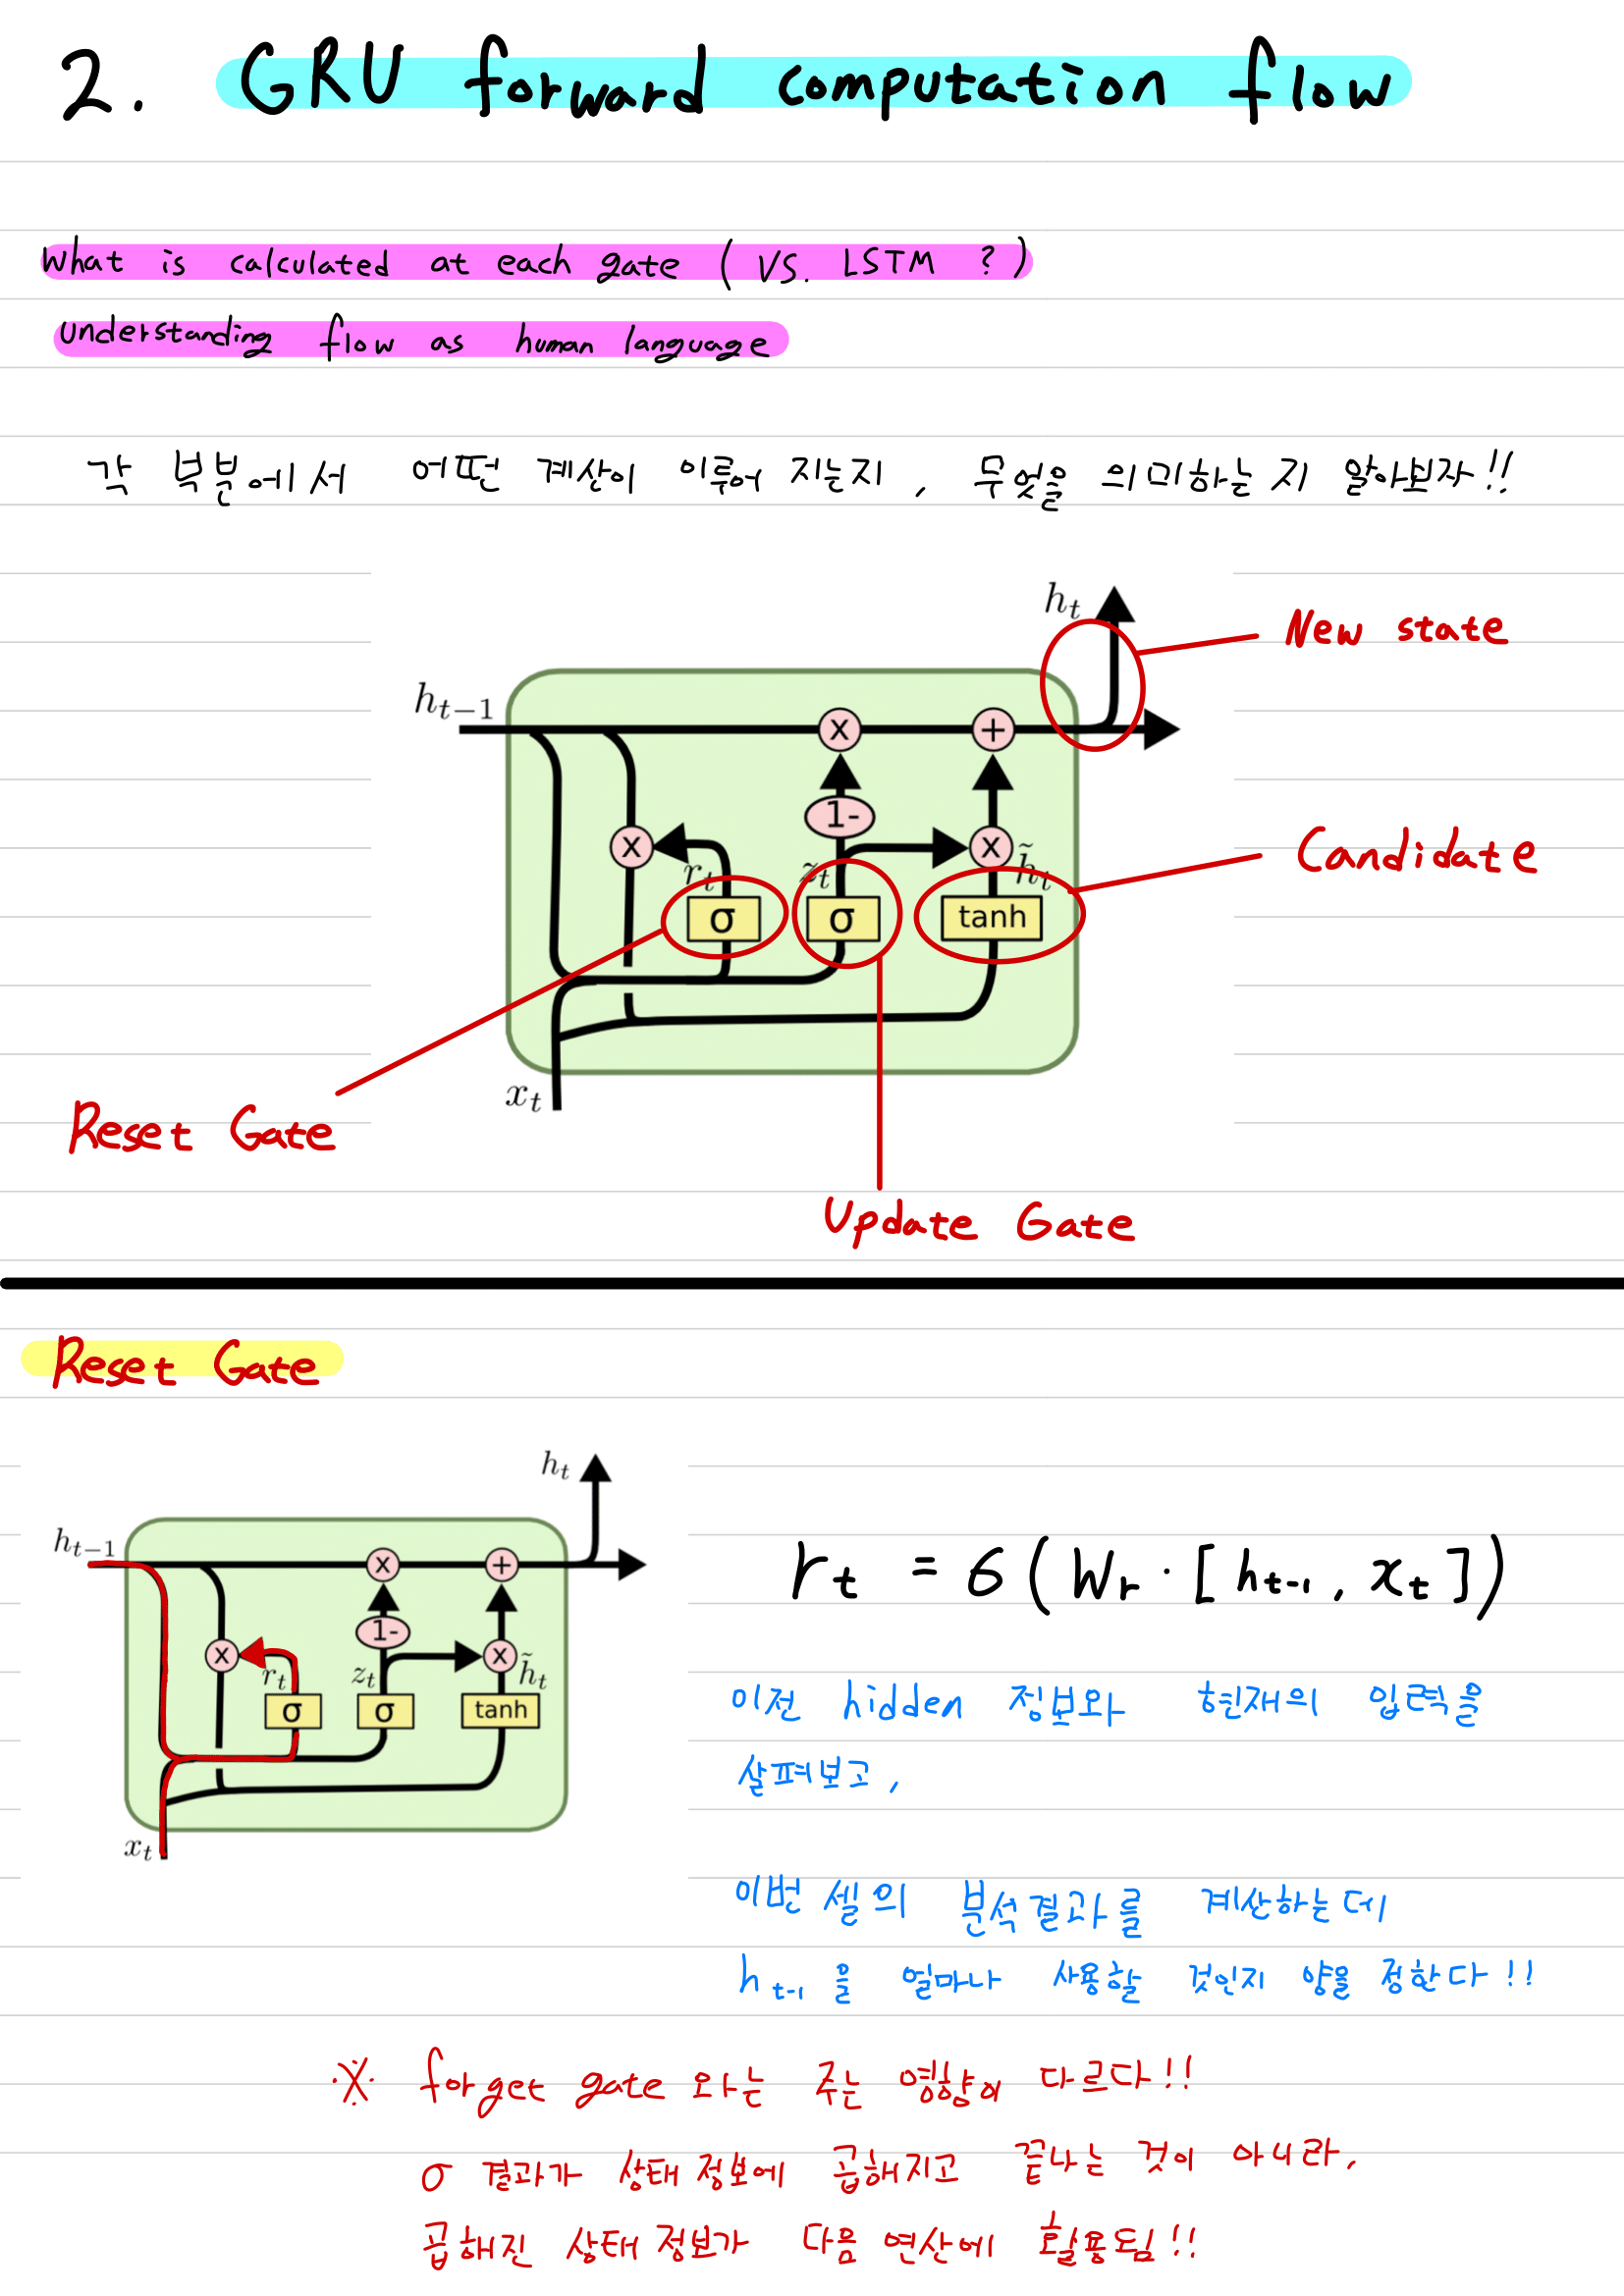 2. GRU forward computation flow
What is calculated at each gate ( VS. LSTM ? )
understanding flow as human language
각 부분에서 어떤 계산이 이루어 지는지, 무엇을 의미하는지 알아보자!!
h_t
New state
h_{t-1}
x
+
1-
x
x
Candidate
r_t
z_t
h̃_t
σ
σ
tanh
x_t
Reset Gate
Update Gate
Reset Gate
h_t
h_{t-1}
x
+
1-
x
x
r_t
z_t
h̃_t
σ
σ
tanh
x_t
r_t = σ ( W_r · [ h_{t-1}, x_t ] )
이전 hidden 정보와 현재의 입력을
살펴보고,
이번 셀의 분석결과를 계산하는데
h_{t-1} 을 얼마나 사용할 것인지 양을 정한다!!
※ forget gate 와는 주는 영향이 다르다!!
σ 결과가 상태 정보에 곱해지고 끝나는 것이 아니라,
곱해진 상태 정보가 다음 연산에 활용됨!!